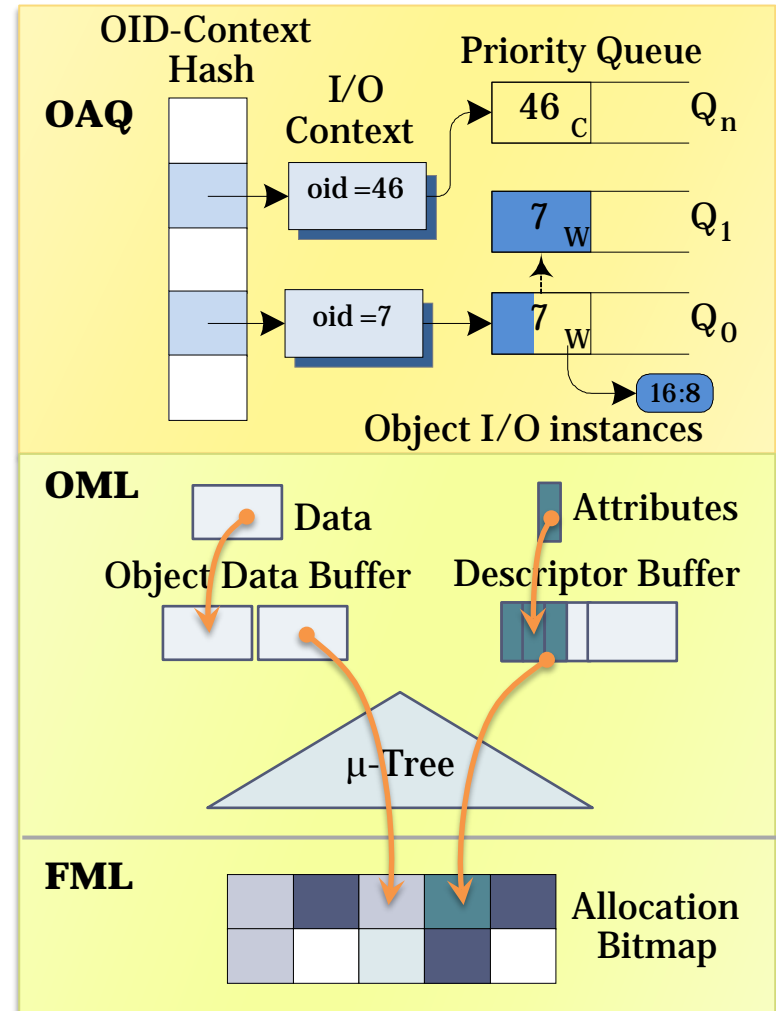 OID-Context
Hash
Priority Queue
I/O
Context
OAQ
46 C
Qn
oid =46
7 W
Q1
oid =7
7 W
Q0
16:8
Object I/O instances
OML
Data
Attributes
Object Data Buffer
Descriptor Buffer
μ-Tree
FML
Allocation
Bitmap